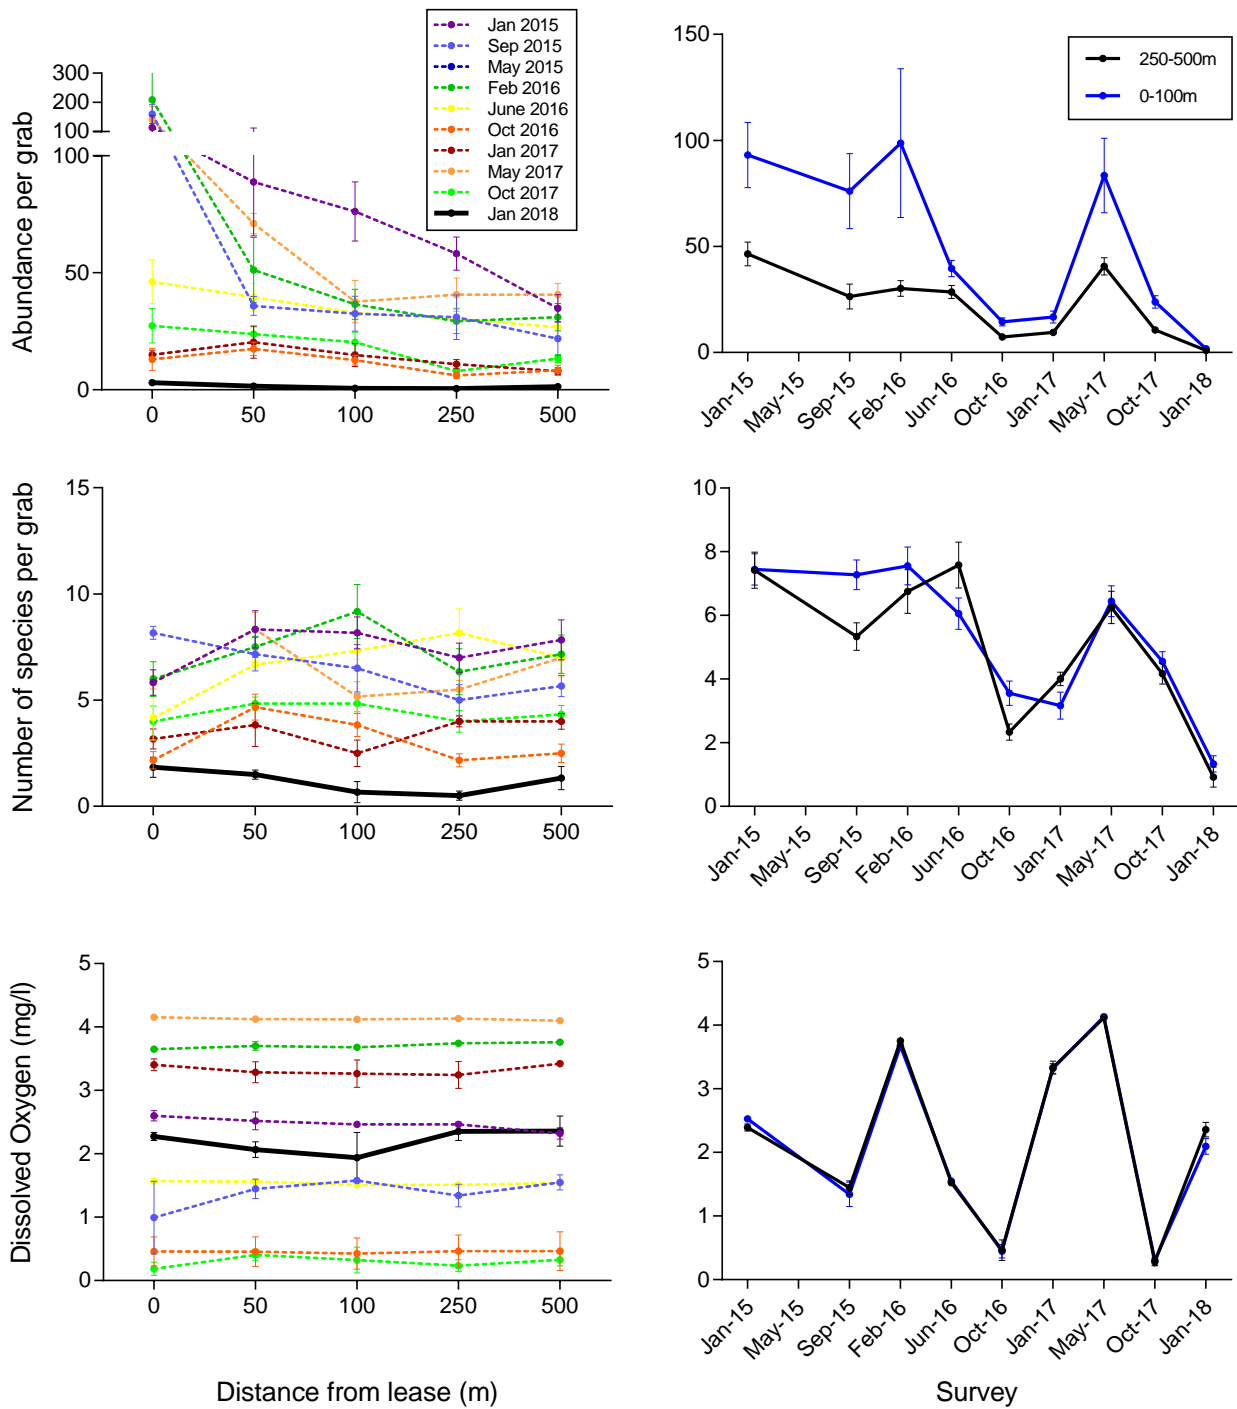 Jan 2015
Sep 2015
May 2015
Feb 2016
June 2016
Oct 2016
Jan 2017
May 2017
Oct 2017
Jan 2018
Abundance per grab
300
200
100
100
50
0
0 50 100 250 500
250-500m
0-100m
150
100
50
0
Jan-15 May-15 Sep-15 Feb-16 Jun-16 Oct-16 Jan-17 May-17 Oct-17 Jan-18
Number of species per grab
15
10
5
0
0 50 100 250 500
10
8
6
4
2
0
Jan-15 May-15 Sep-15 Feb-16 Jun-16 Oct-16 Jan-17 May-17 Oct-17 Jan-18
Dissolved Oxygen (mg/l)
5
4
3
2
1
0
0 50 100 250 500
Distance from lease (m)
5
4
3
2
1
0
Jan-15 May-15 Sep-15 Feb-16 Jun-16 Oct-16 Jan-17 May-17 Oct-17 Jan-18
Survey